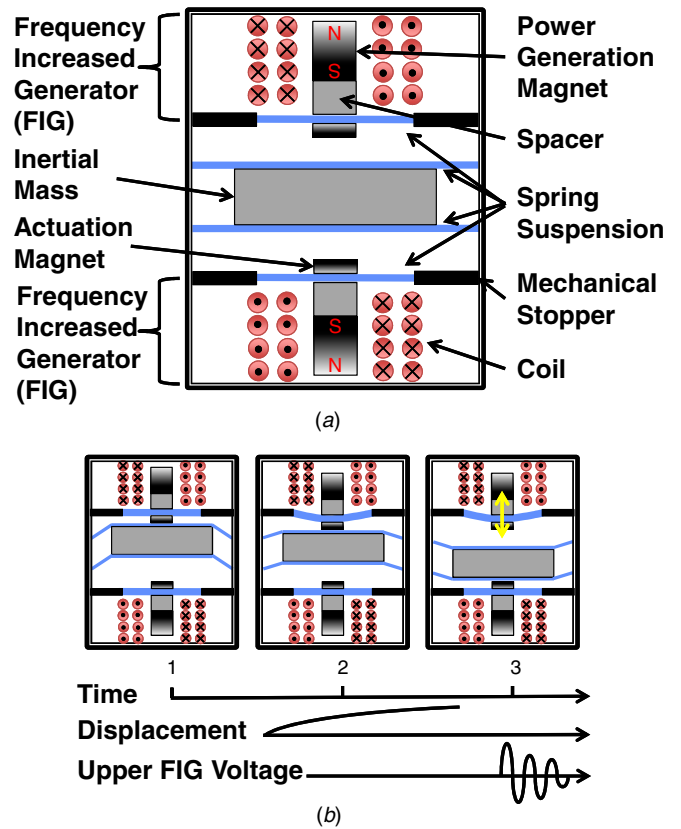 Frequency
Increased
Generator
(FIG)
Inertial
Mass
Actuation
Magnet
Frequency
Increased
Generator
(FIG)
N
S
S
N
Power
Generation
Magnet
Spacer
Spring
Suspension
Mechanical
Stopper
Coil
(a)
1 2 3
Time
Displacement
Upper FIG Voltage
(b)